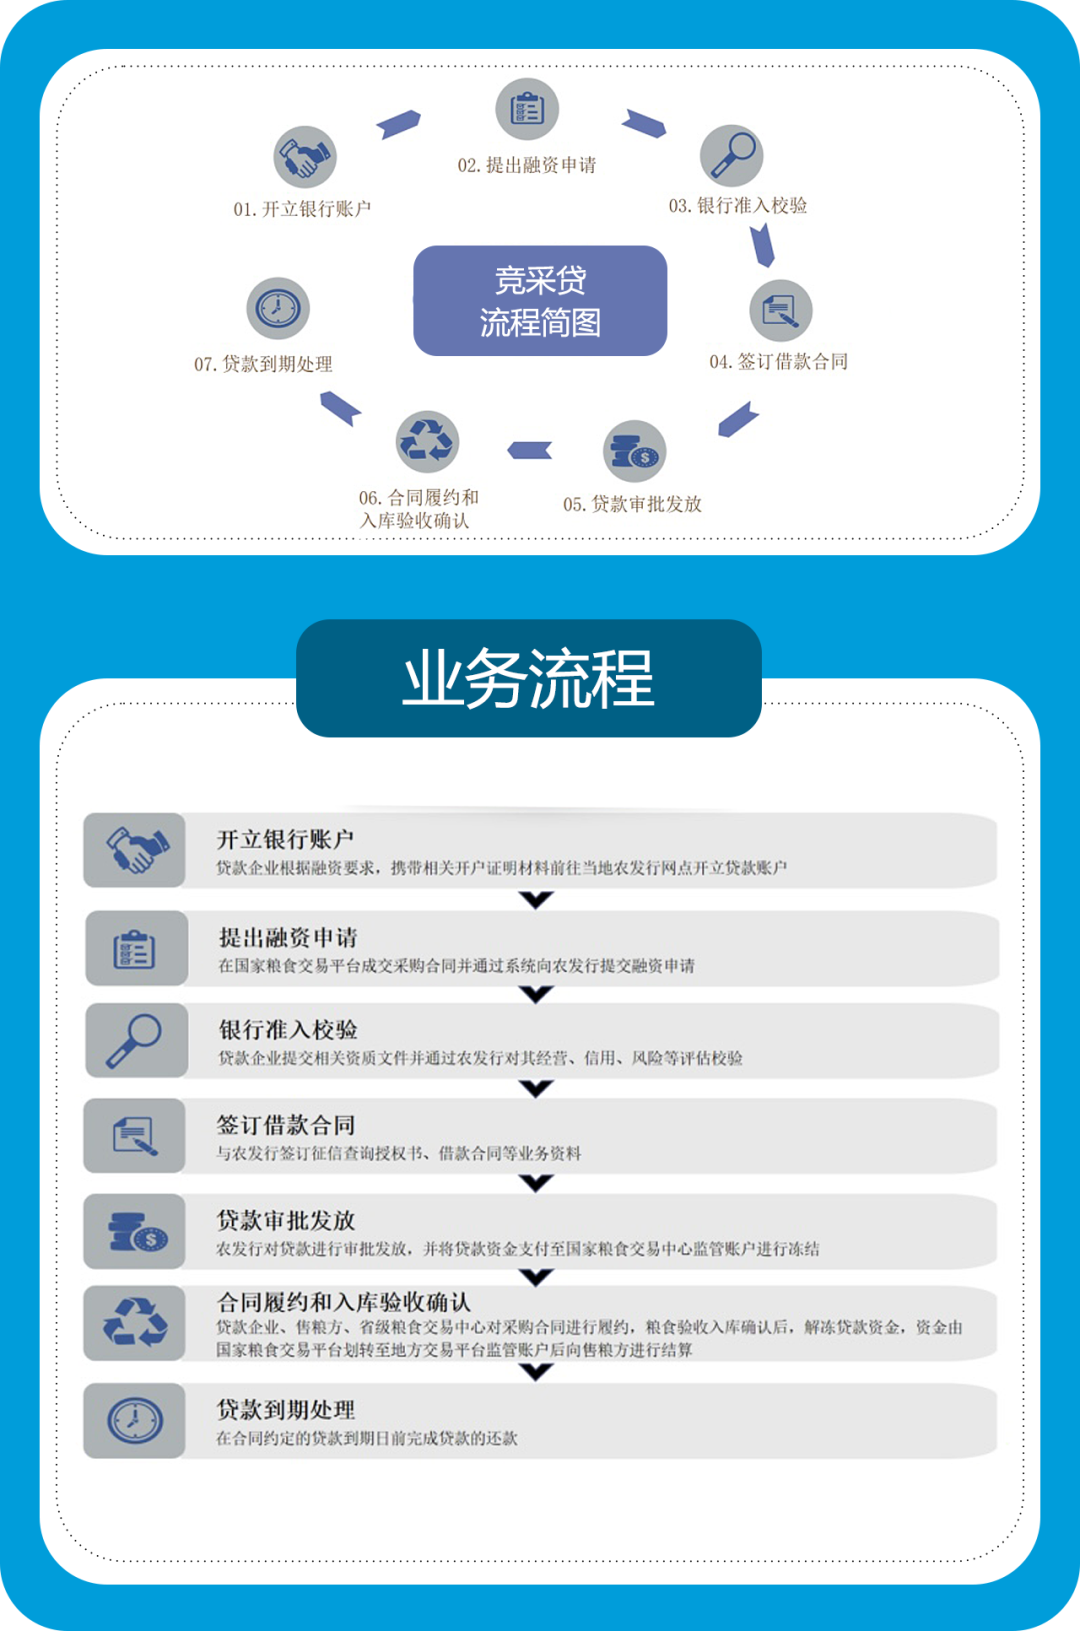 02.提出融资申请
01.开立银行账户
03.银行准入校验
竞采贷
流程简图
07.贷款到期处理
04.签订借款合同
06.合同履约和
入库验收确认
05.贷款审批发放
业务流程
开立银行账户
贷款企业根据融资要求，携带相关开户证明材料前往当地农发行网点开立贷款账户
提出融资申请
在国家粮食交易平台成交采购合同并通过系统向农发行提交融资申请
银行准入校验
贷款企业提交相关资质文件并通过农发行对其经营、信用、风险等评估校验
签订借款合同
与农发行签订征信查询授权书、借款合同等业务资料
贷款审批发放
农发行对贷款进行审批发放，并将贷款资金支付至国家粮食交易中心监管账户进行冻结
合同履约和入库验收确认
贷款企业、售粮方、省级粮食交易中心对采购合同进行履约，粮食验收入库确认后，解冻贷款资金，资金由
国家粮食交易平台划转至地方交易平台监管账户后向售粮方进行结算
贷款到期处理
在合同约定的贷款到期日前完成贷款的还款